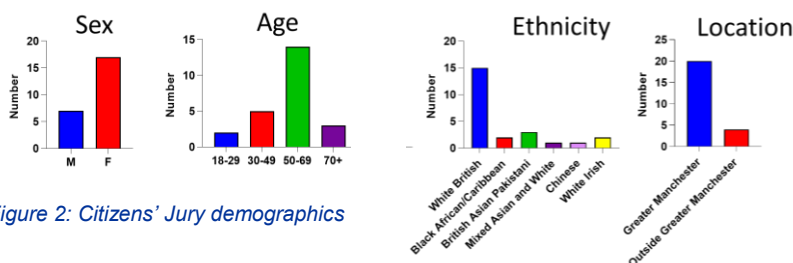 Sex
Age
Ethnicity
Location
20
15
10
5
0
Number
M F
15
10
5
0
Number
18-29 30-49 50-69 70+
20
15
10
5
0
Number
White British
Black African/Caribbean
British Asian Pakistani
Mixed Asian and White
Chinese
White Irish
25
20
15
10
5
0
Number
Greater Manchester
Outside Greater Manchester
igure 2: Citizens' Jury demographics